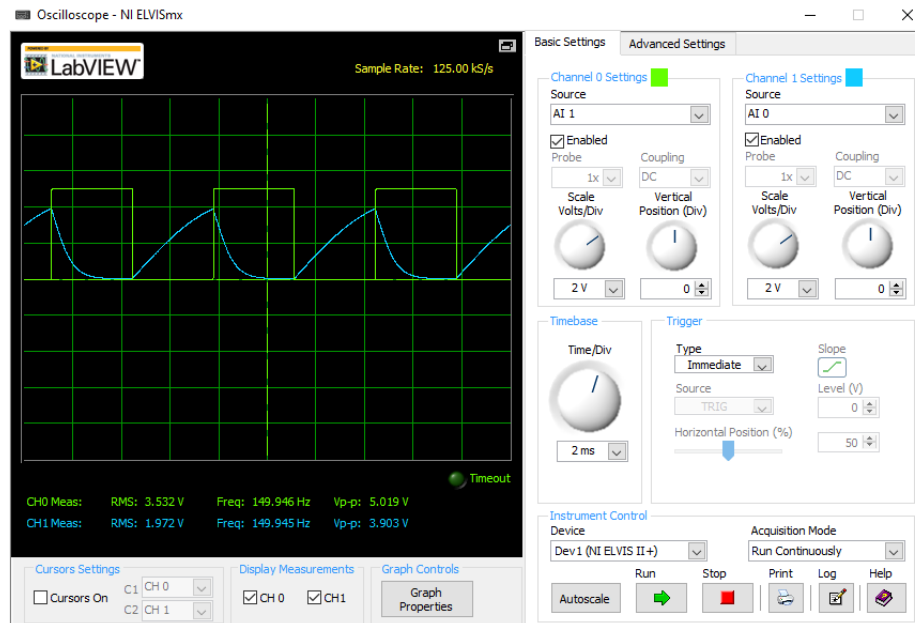 Oscilloscope - NI ELVISmx
POWERED BY
NATIONAL INSTRUMENTS
LabVIEW
Sample Rate: 125.00 kS/s
Timeout
CH0 Meas: RMS: 3.532 V Freq: 149.946 Hz Vp-p: 5.019 V
CH1 Meas: RMS: 1.972 V Freq: 149.945 Hz Vp-p: 3.903 V
Cursors Settings
Cursors On
C1 CH 0
C2 CH 1
Display Measurements
CH 0 CH1
Graph Controls
Graph
Properties
Basic Settings Advanced Settings
Channel 0 Settings
Source
AI 1
Enabled
Probe Coupling
1x DC
Scale Vertical
Volts/Div Position (Div)
2 V 0
Channel 1 Settings
Source
AI 0
Enabled
Probe Coupling
1x DC
Scale Vertical
Volts/Div Position (Div)
2 V 0
Timebase
Time/Div
2 ms
Trigger
Type Slope
Immediate
Source Level (V)
TRIG 0
Horizontal Position (%)
50
Instrument Control
Device Acquisition Mode
Dev1 (NI ELVIS II+) Run Continuously
Run Stop Print Log Help
Autoscale